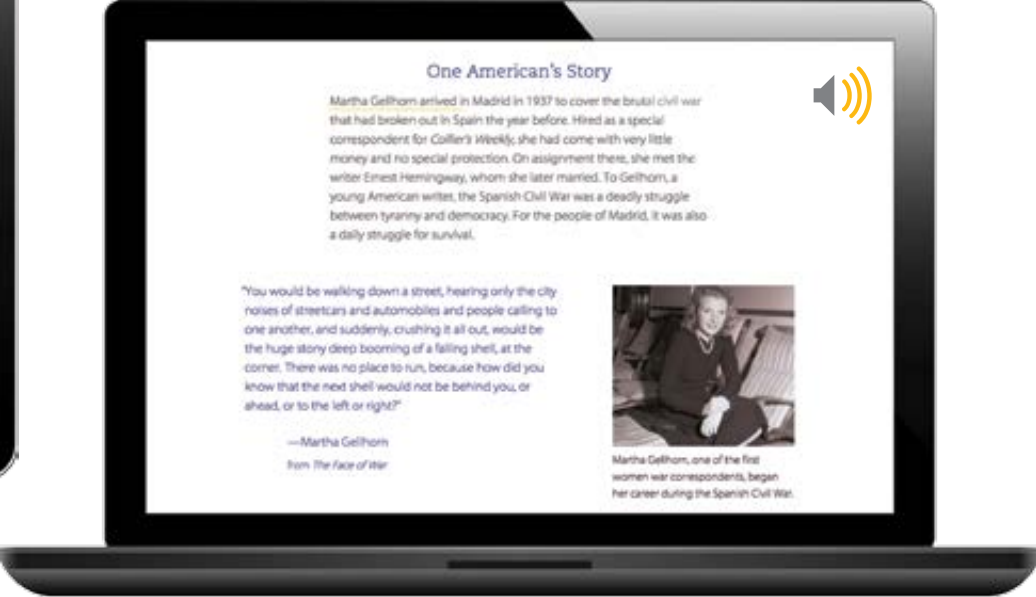 One American's Story
Martha Gellhorn arrived in Madrid in 1937 to cover the brutal civil war
that had broken out in Spain the year before. Hired as a special
correspondent for Collier's Weekly, she had come with very little
money and no special protection. On assignment there, she met the
writer Ernest Hemingway, whom she later married. To Gellhorn, a
young American writer, the Spanish Civil War was a deadly struggle
between tyranny and democracy. For the people of Madrid, it was also
a daily struggle for survival.
"You would be walking down a street, hearing only the city
noises of streetcars and automobiles and people calling to
one another, and suddenly, crushing it all out, would be
the huge stony deep booming of a falling shell, at the
corner. There was no place to run, because how did you
know that the next shell would not be behind you, or
ahead, or to the left or right?"
—Martha Gellhorn
from The Face of War
Martha Gellhorn, one of the first
women war correspondents, began
her career during the Spanish Civil War.